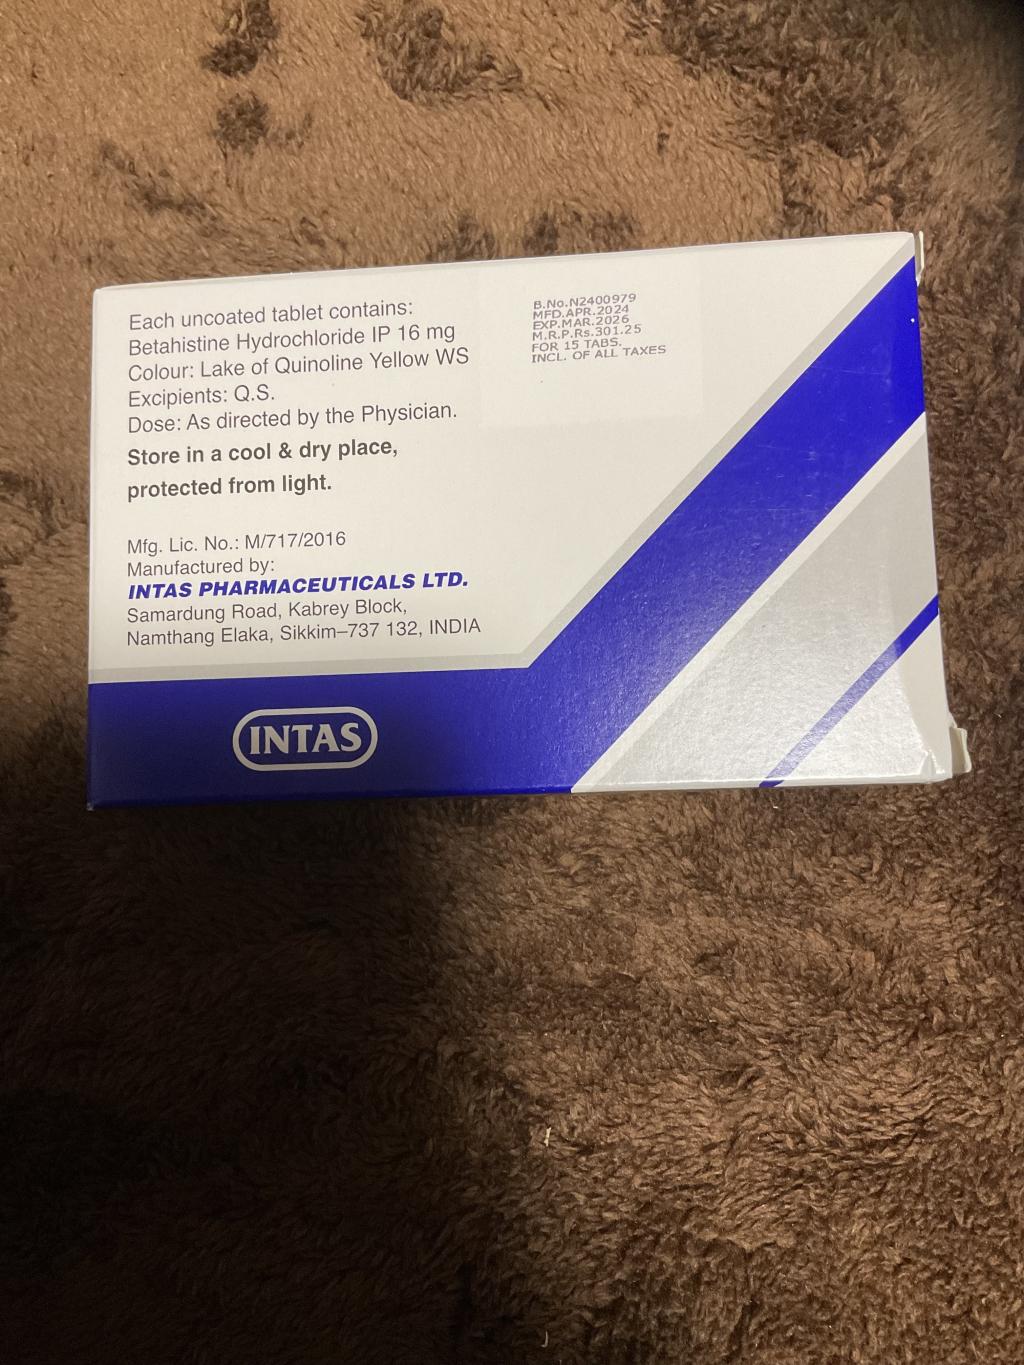 Each uncoated tablet contains:
Betahistine Hydrochloride IP 16 mg
Colour: Lake of Quinoline Yellow WS
Excipients: Q.S.
Dose: As directed by the Physician.
Store in a cool & dry place,
protected from light.
Mfg. Lic. No.: M/717/2016
Manufactured by:
INTAS PHARMACEUTICALS LTD.
Samardung Road, Kabrey Block,
Namthang Elaka, Sikkim–737 132, INDIA
B.No.N2400979
MFD.APR.2024
EXP.MAR.2026
M.R.P.Rs.301.25
FOR 15 TABS.
INCL. OF ALL TAXES
INTAS